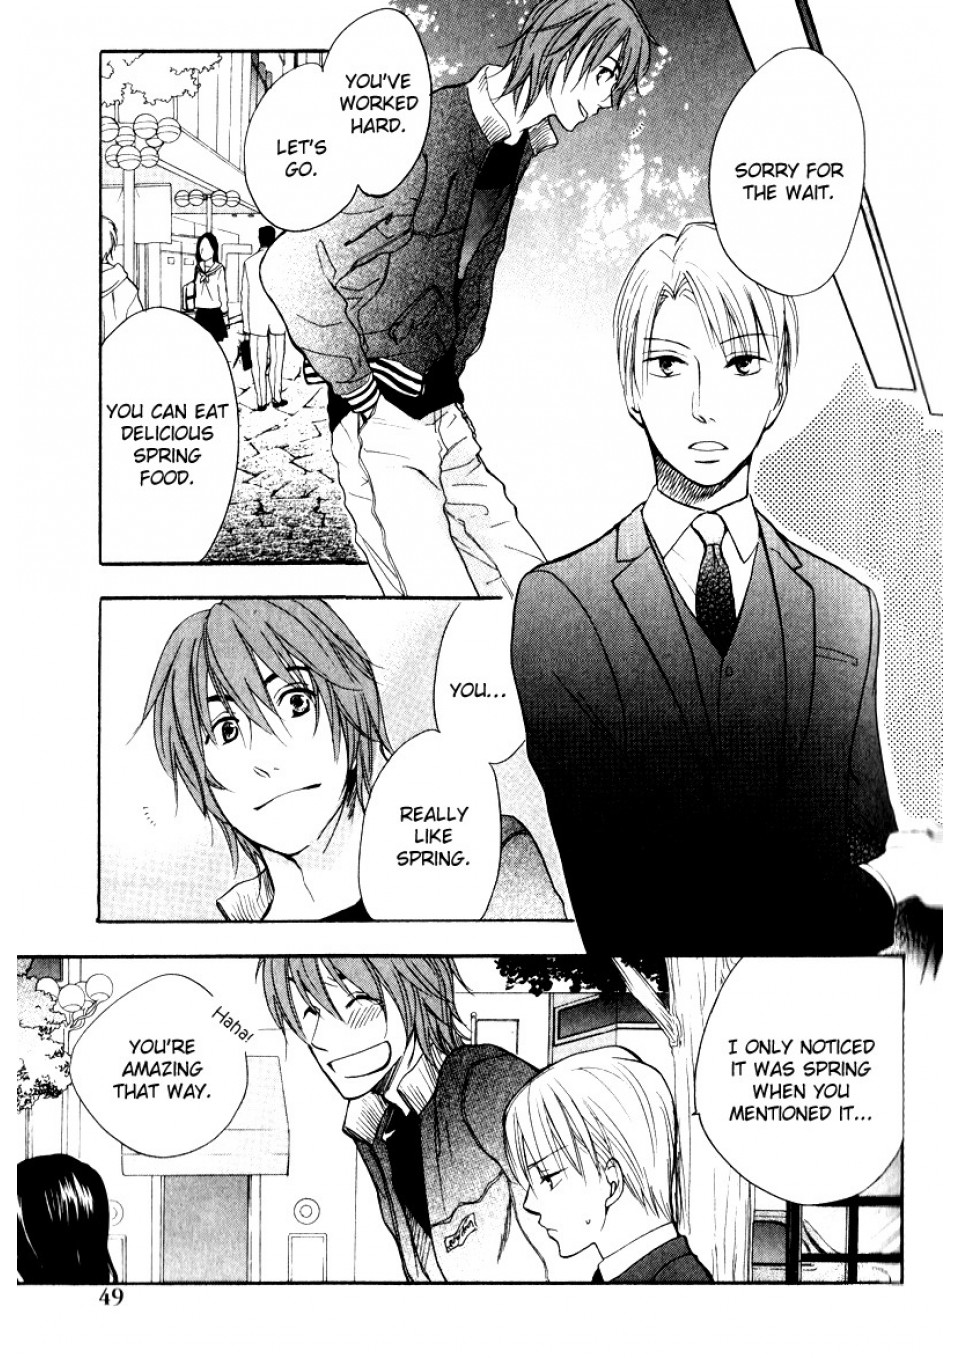 SORRY FOR
THE WAIT.
YOU'VE
WORKED
HARD.
LET'S
GO.
YOU CAN EAT
DELICIOUS
SPRING
FOOD.
YOU...
REALLY
LIKE
SPRING.
I ONLY NOTICED
IT WAS SPRING
WHEN YOU
MENTIONED IT...
Haha!
YOU'RE
AMAZING
THAT WAY.
49